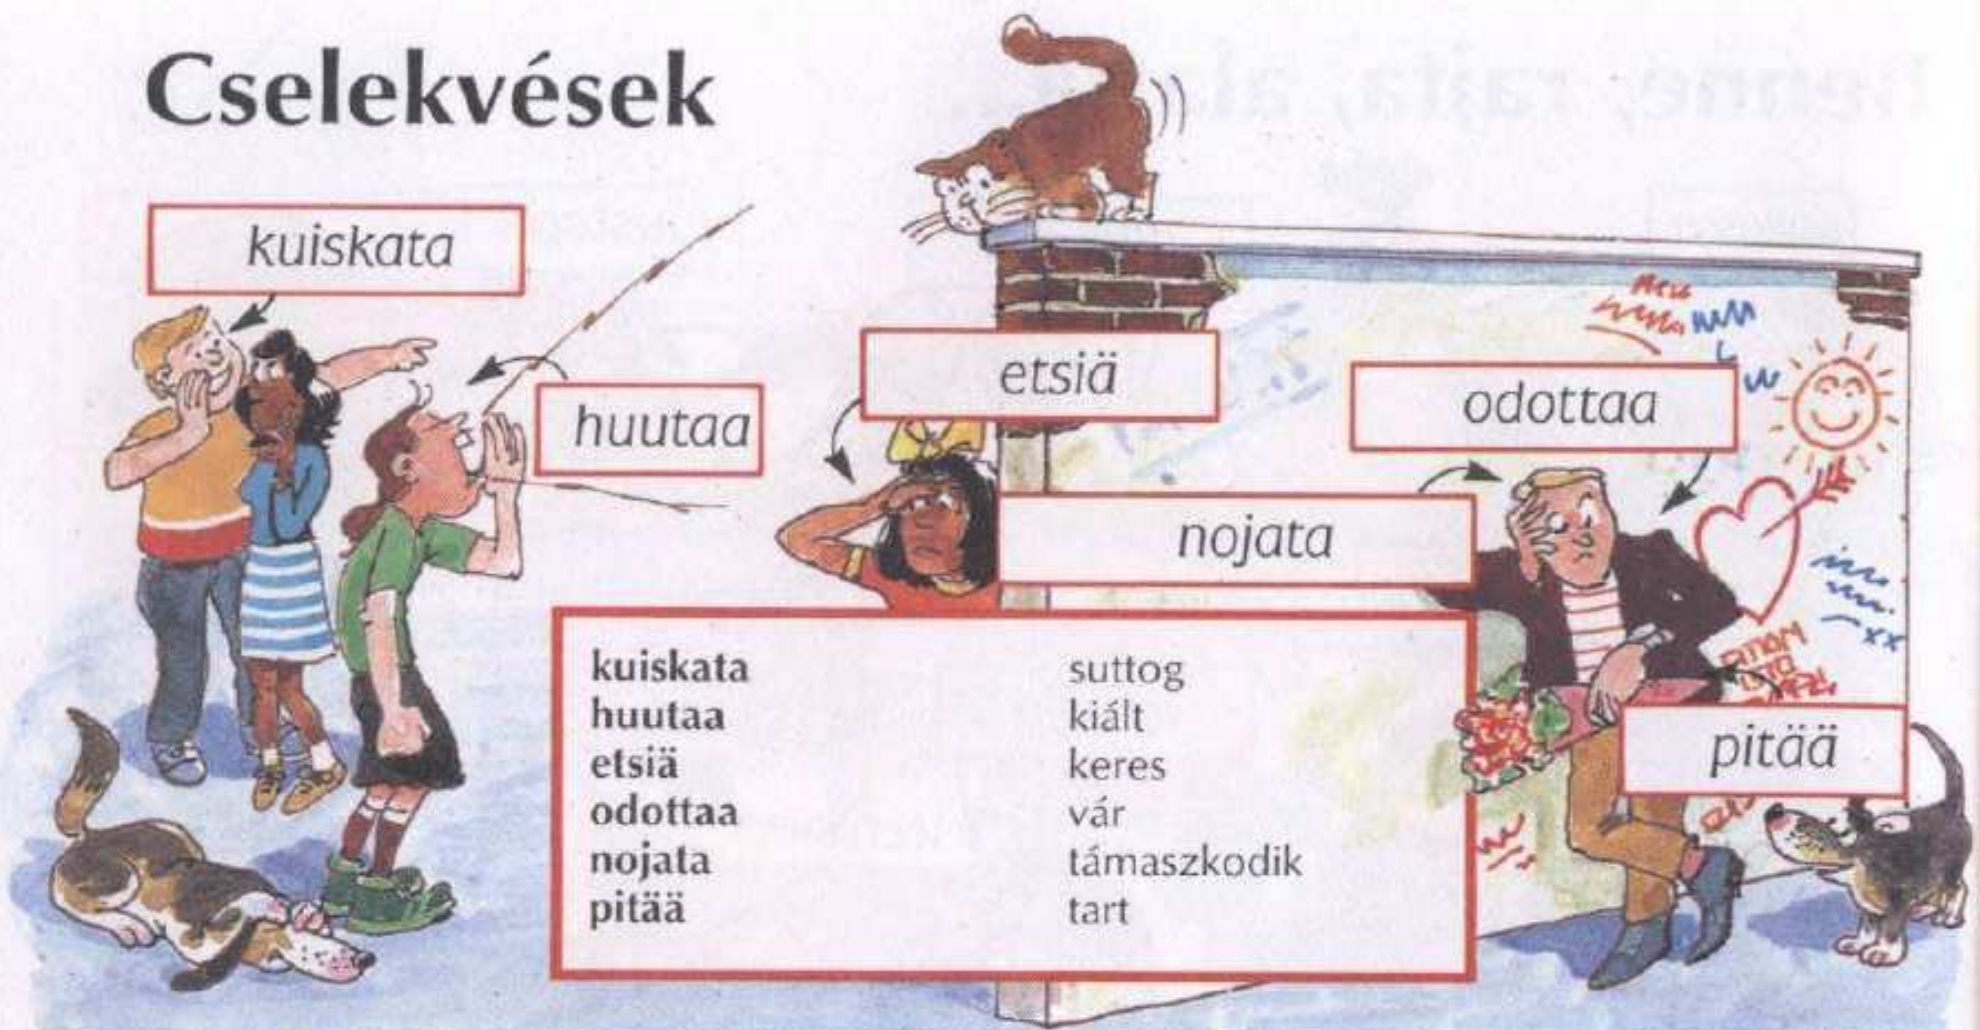 Cselekvések
kuiskata
huutaa
etsiä
odottaa
nojata
pitää
kuiskata suttog
huutaa kiált
etsiä keres
odottaa vár
nojata támaszkodik
pitää tart